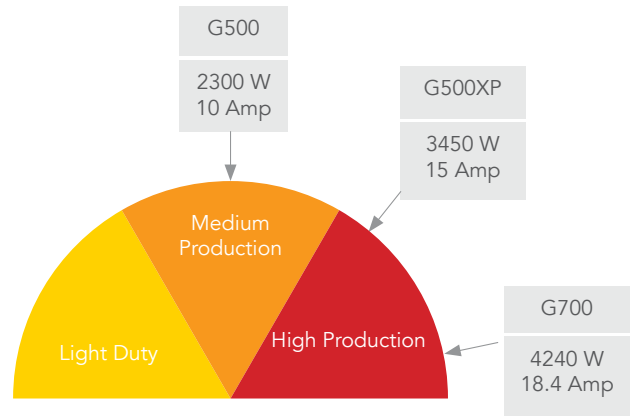 G500
2300 W
10 Amp
G500XP
3450 W
15 Amp
Medium
Production
G700
4240 W
18.4 Amp
Light Duty
High Production